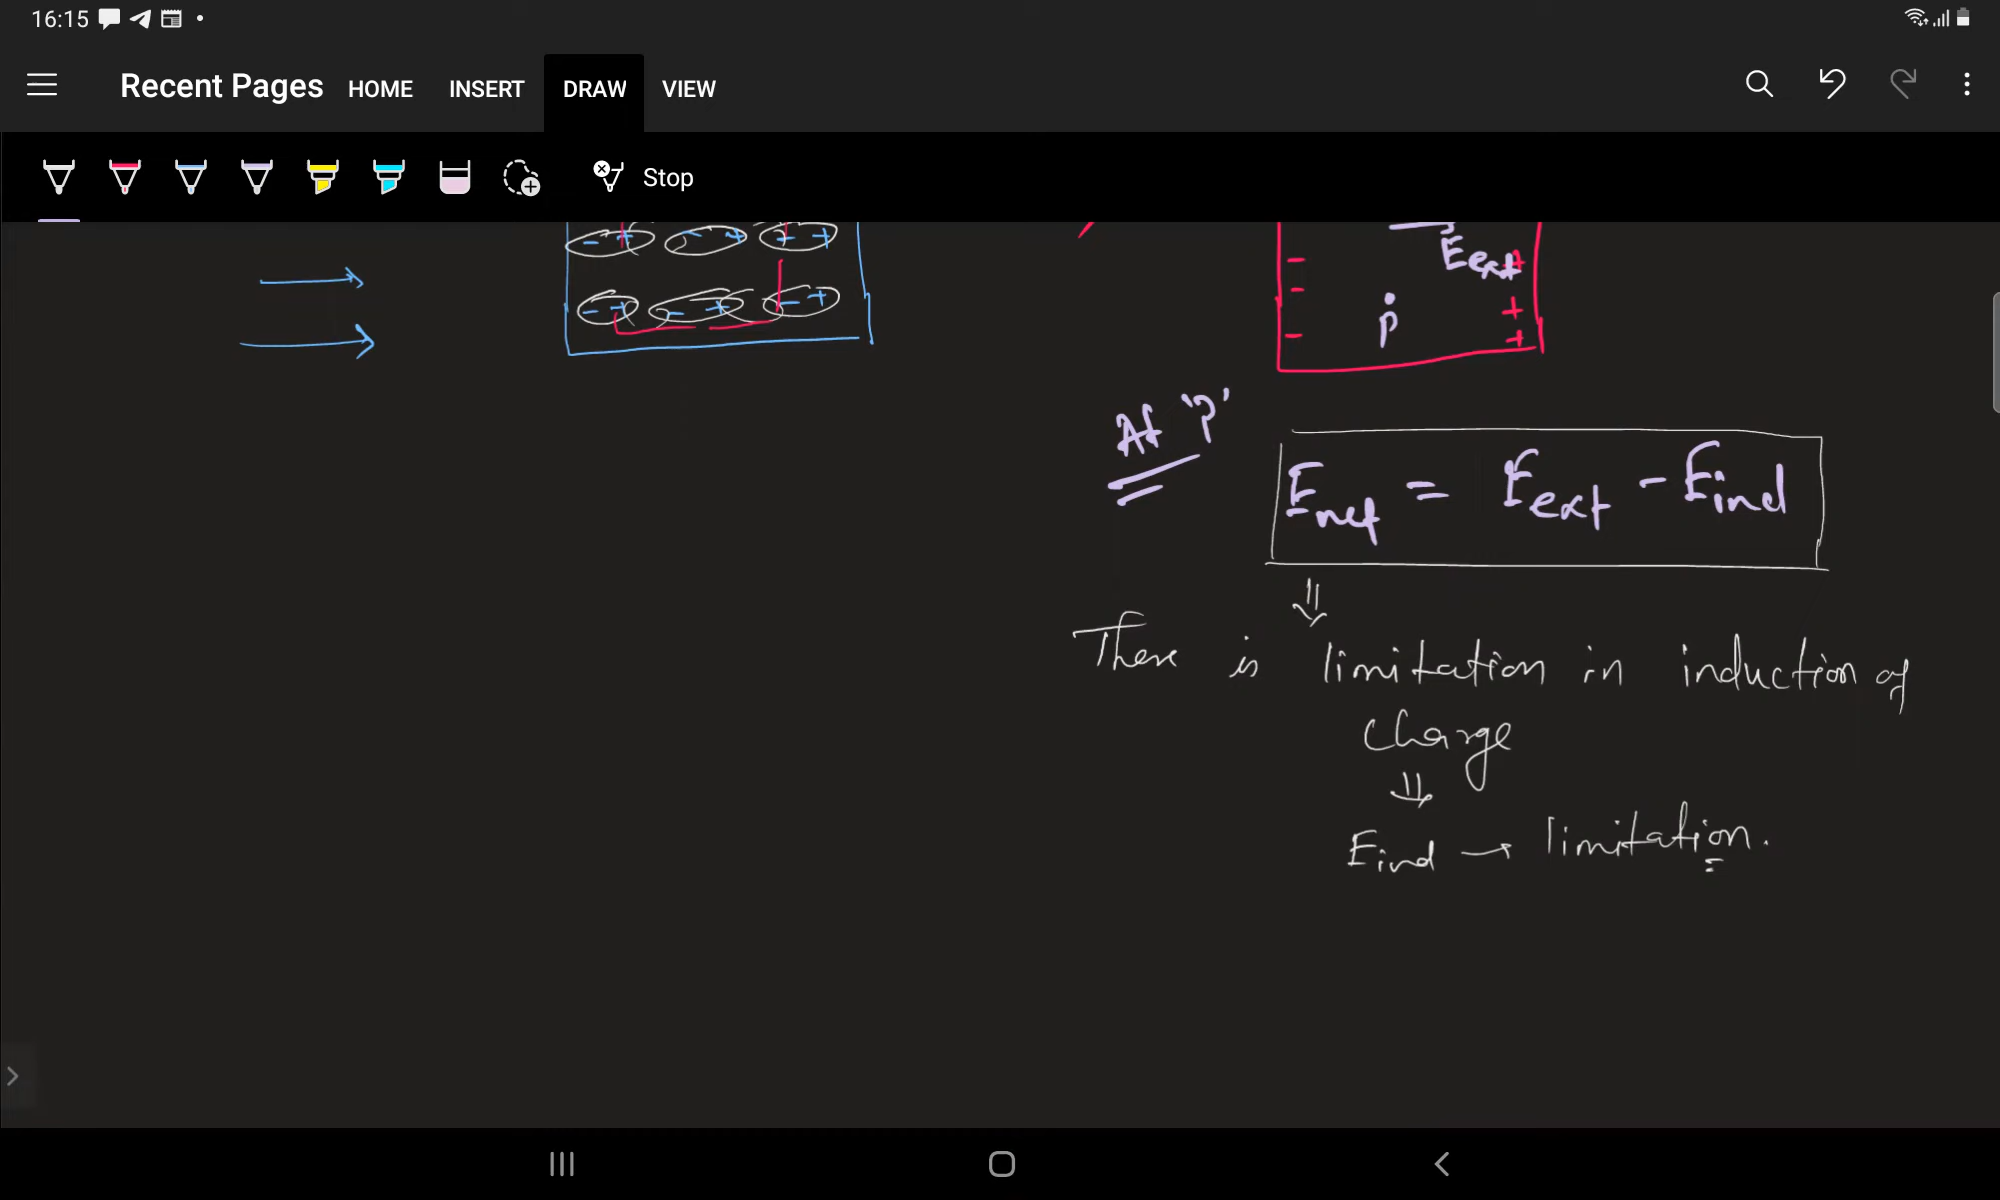 16:15
Recent Pages HOME INSERT DRAW VIEW
Stop
Eext
P
At 'P'
Enet = Eext - Eind
There is limitation in induction of
charge
Eind → limitation.